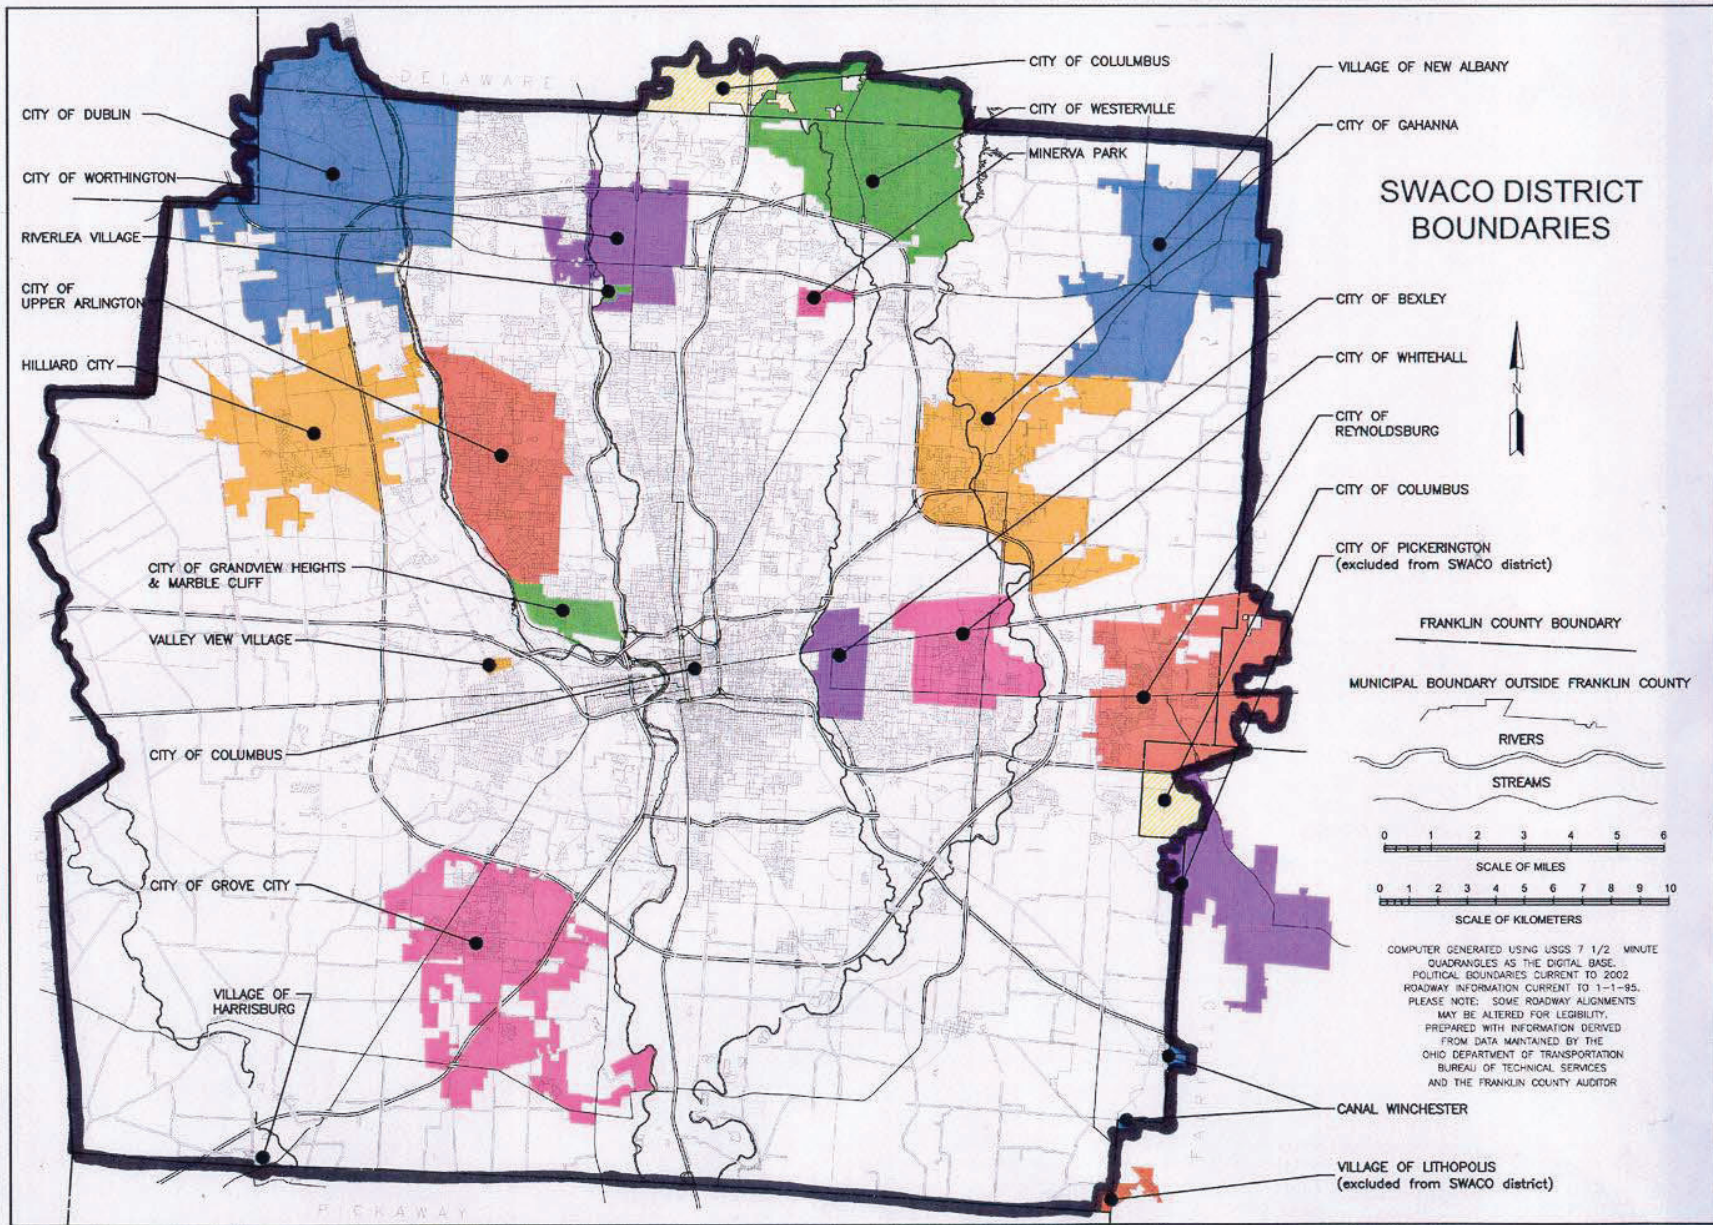 DELAWARE
CITY OF COLULMBUS
VILLAGE OF NEW ALBANY
CITY OF DUBLIN
CITY OF WESTERVILLE
CITY OF GAHANNA
MINERVA PARK
CITY OF WORTHINGTON
SWACO DISTRICT
BOUNDARIES
RIVERLEA VILLAGE
CITY OF
UPPER ARLINGTON
CITY OF BEXLEY
HILLIARD CITY
CITY OF WHITEHALL
N
CITY OF
REYNOLDSBURG
CITY OF COLUMBUS
CITY OF PICKERINGTON
(excluded from SWACO district)
CITY OF GRANDVIEW HEIGHTS
& MARBLE CLIFF
VALLEY VIEW VILLAGE
FRANKLIN COUNTY BOUNDARY
MUNICIPAL BOUNDARY OUTSIDE FRANKLIN COUNTY
RIVERS
CITY OF COLUMBUS
STREAMS
0 1 2 3 4 5 6
SCALE OF MILES
CITY OF GROVE CITY
0 1 2 3 4 5 6 7 8 9 10
SCALE OF KILOMETERS
COMPUTER GENERATED USING USGS 7 1/2 MINUTE
QUADRANGLES AS THE DIGITAL BASE.
POLITICAL BOUNDARIES CURRENT TO 2002
ROADWAY INFORMATION CURRENT TO 1-1-95.
PLEASE NOTE: SOME ROADWAY ALIGNMENTS
MAY BE ALTERED FOR LEGIBILITY.
PREPARED WITH INFORMATION DERIVED
FROM DATA MAINTAINED BY THE
OHIO DEPARTMENT OF TRANSPORTATION
BUREAU OF TECHNICAL SERVICES
AND THE FRANKLIN COUNTY AUDITOR
VILLAGE OF
HARRISBURG
CANAL WINCHESTER
VILLAGE OF LITHOPOLIS
(excluded from SWACO district)
PICKAWAY